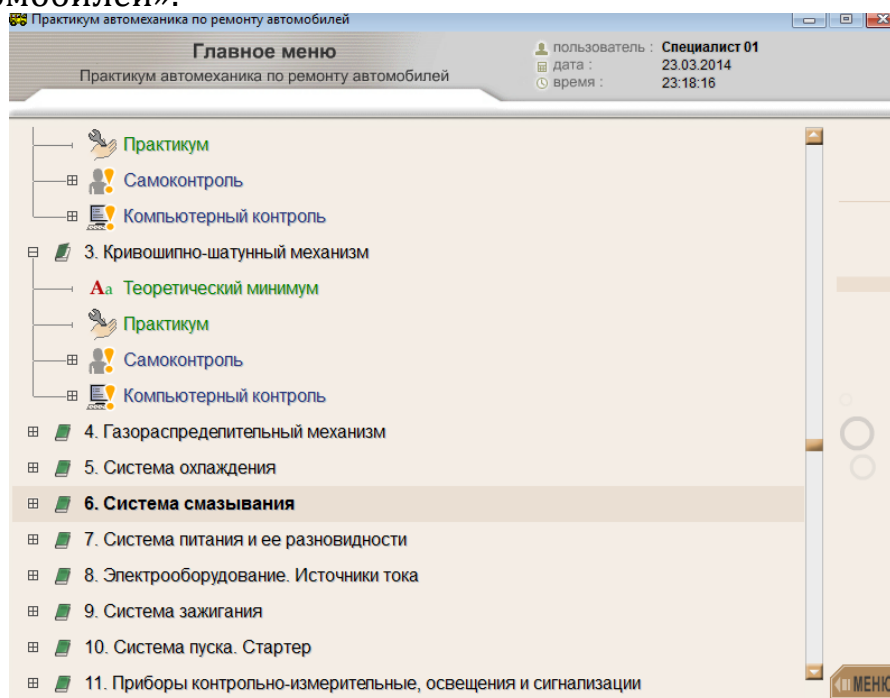 омобилей».
Практикум автомеханика по ремонту автомобилей
Главное меню
Практикум автомеханика по ремонту автомобилей
пользователь : Специалист 01
дата : 23.03.2014
время : 23:18:16
Практикум
Самоконтроль
Компьютерный контроль
3. Кривошипно-шатунный механизм
Аа Теоретический минимум
Практикум
Самоконтроль
Компьютерный контроль
4. Газораспределительный механизм
5. Система охлаждения
6. Система смазывания
7. Система питания и ее разновидности
8. Электрооборудование. Источники тока
9. Система зажигания
10. Система пуска. Стартер
11. Приборы контрольно-измерительные, освещения и сигнализации
МЕНЮ